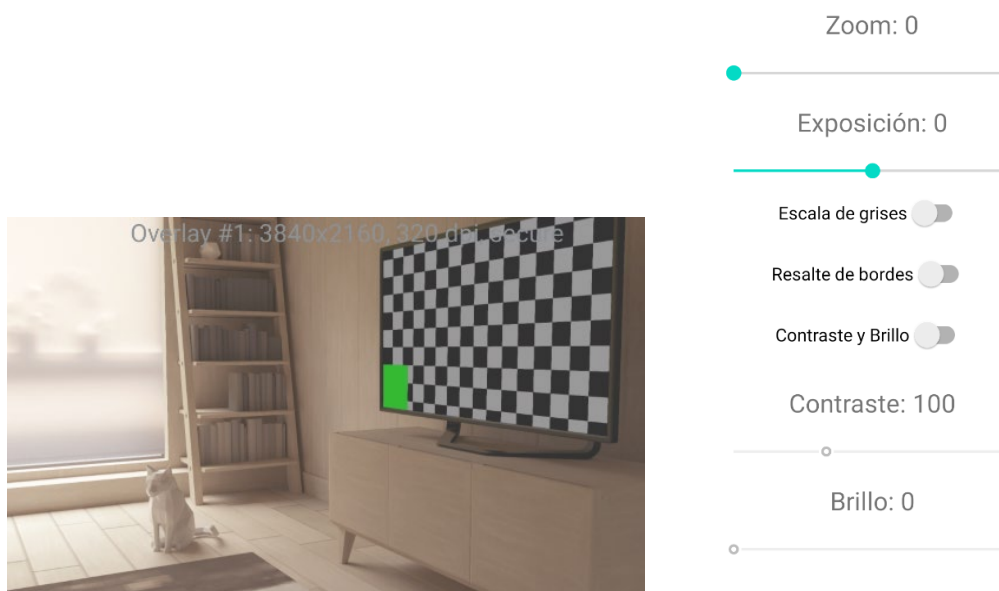 Zoom: 0
Exposición: 0
Escala de grises
Overlay #1: 3840x2160, 320 dpi, secure
Resalte de bordes
Contraste y Brillo
Contraste: 100
Brillo: 0